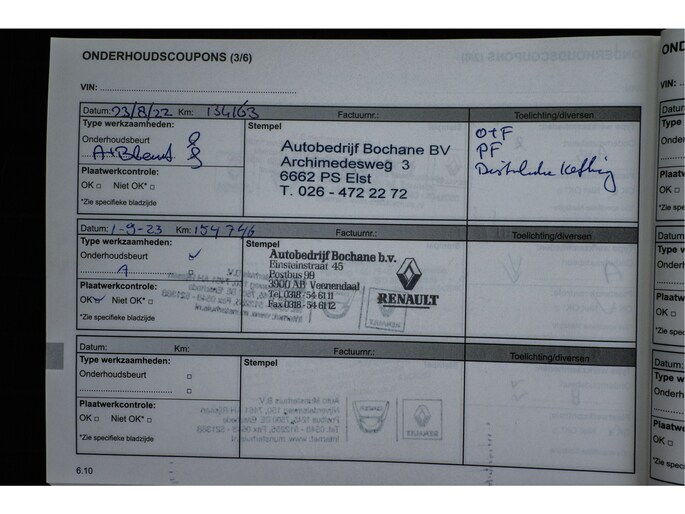 ONDERHOUDSCOUPONS (3/6)
VIN:
Datum: 23/8/22 Km: 134163 Factuurnr.: Toelichting/diversen
Type werkzaamheden:
Onderhoudsbeurt
A+Bbeurt
Plaatwerkcontrole:
OK □ Niet OK* □
*Zie specifieke bladzijde
Stempel
Autobedrijf Bochane BV
Archimedesweg 3
6662 PS Elst
T. 026 - 472 22 72
O+F
PF
Datum: 1-9-23 Km: 154746 Factuurnr.: Toelichting/diversen
Type werkzaamheden:
Onderhoudsbeurt
A □
Plaatwerkcontrole:
OK Niet OK* □
*Zie specifieke bladzijde
Stempel
Autobedrijf Bochane b.v.
Einsteinstraat 45
Postbus 99
3900 AB Veenendaal
Tel. 0318 - 54 61 11
Fax 0318 - 54 61 12
RENAULT
Datum: Km: Factuurnr.: Toelichting/diversen
Type werkzaamheden:
Onderhoudsbeurt □
□
Plaatwerkcontrole:
OK □ Niet OK* □
*Zie specifieke bladzijde
Stempel
6.10